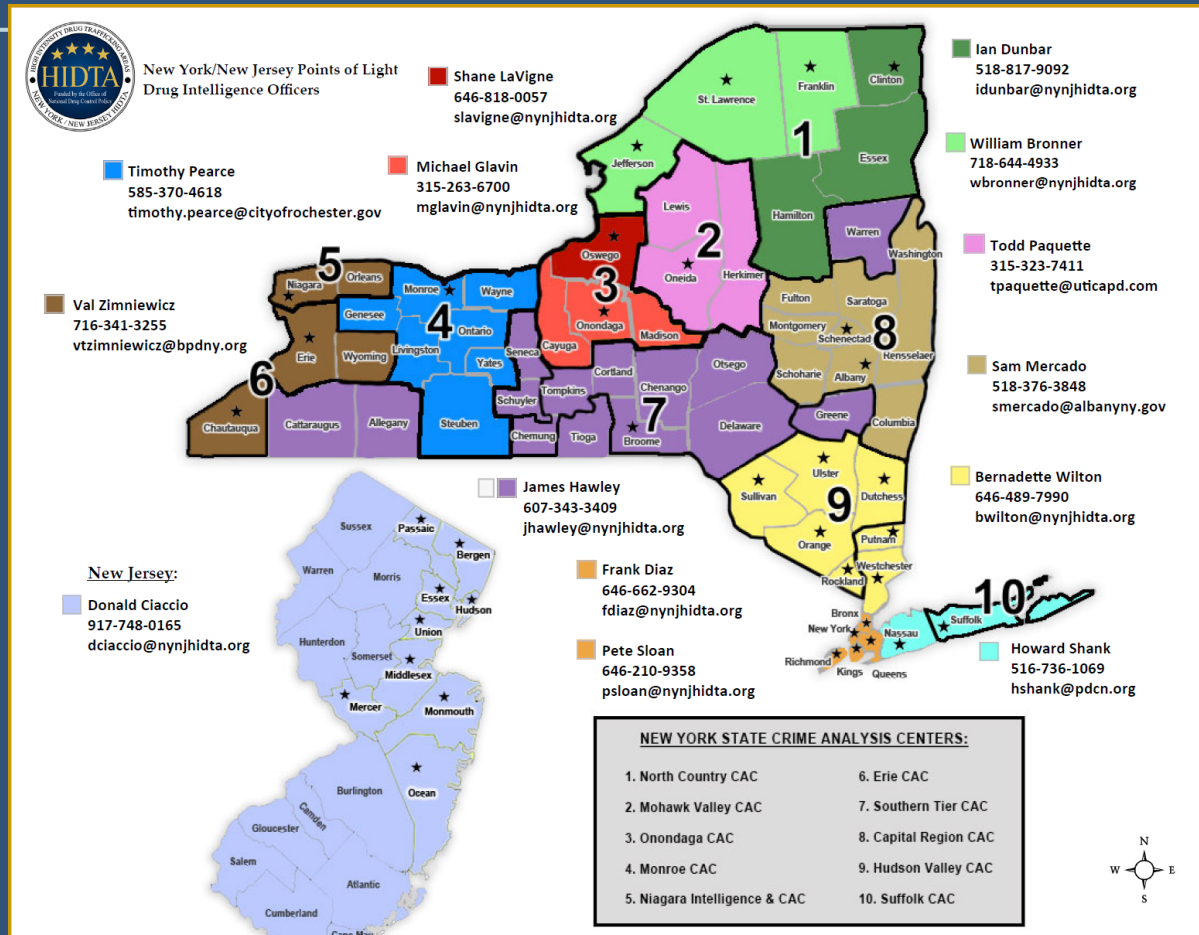 HIGH INTENSITY DRUG TRAFFICKING AREAS
HIDTA
Funded by the Office of
National Drug Control Policy
NEW YORK / NEW JERSEY HIDTA
New York/New Jersey Points of Light
Drug Intelligence Officers
Shane LaVigne
646-818-0057
slavigne@nynjhidta.org
Ian Dunbar
518-817-9092
idunbar@nynjhidta.org
Timothy Pearce
585-370-4618
timothy.pearce@cityofrochester.gov
Michael Glavin
315-263-6700
mglavin@nynjhidta.org
William Bronner
718-644-4933
wbronner@nynjhidta.org
Todd Paquette
315-323-7411
tpaquette@uticapd.com
Val Zimniewicz
716-341-3255
vtzimniewicz@bpdny.org
Sam Mercado
518-376-3848
smercado@albanyny.gov
James Hawley
607-343-3409
jhawley@nynjhidta.org
Bernadette Wilton
646-489-7990
bwilton@nynjhidta.org
Frank Diaz
646-662-9304
fdiaz@nynjhidta.org
Pete Sloan
646-210-9358
psloan@nynjhidta.org
Howard Shank
516-736-1069
hshank@pdcn.org
New Jersey:
Donald Ciaccio
917-748-0165
dciaccio@nynjhidta.org
St. Lawrence
Franklin
Clinton
1
Jefferson
Essex
Hamilton
Lewis
2
Oneida
Herkimer
Warren
Washington
Oswego
3
Onondaga
Cayuga
Madison
5
Niagara
Orleans
Monroe
Wayne
4
Genesee
Ontario
Livingston
Yates
Seneca
Erie
Wyoming
6
Chautauqua
Cattaraugus
Allegany
Steuben
Schuyler
Tompkins
Cortland
Chenango
Otsego
7
Chemung
Tioga
Broome
Delaware
Greene
Fulton
Saratoga
Montgomery
Schenectady
8
Rensselaer
Schoharie
Albany
Columbia
Ulster
Sullivan
9
Dutchess
Orange
Putnam
Rockland
Westchester
Bronx
New York
Richmond
Kings
Queens
Nassau
Suffolk
10
Sussex
Passaic
Bergen
Warren
Morris
Essex
Hudson
Union
Hunterdon
Somerset
Middlesex
Mercer
Monmouth
Ocean
Burlington
Camden
Gloucester
Salem
Atlantic
Cumberland
Cape May
NEW YORK STATE CRIME ANALYSIS CENTERS:
1. North Country CAC
2. Mohawk Valley CAC
3. Onondaga CAC
4. Monroe CAC
5. Niagara Intelligence & CAC
6. Erie CAC
7. Southern Tier CAC
8. Capital Region CAC
9. Hudson Valley CAC
10. Suffolk CAC
N
W
E
S